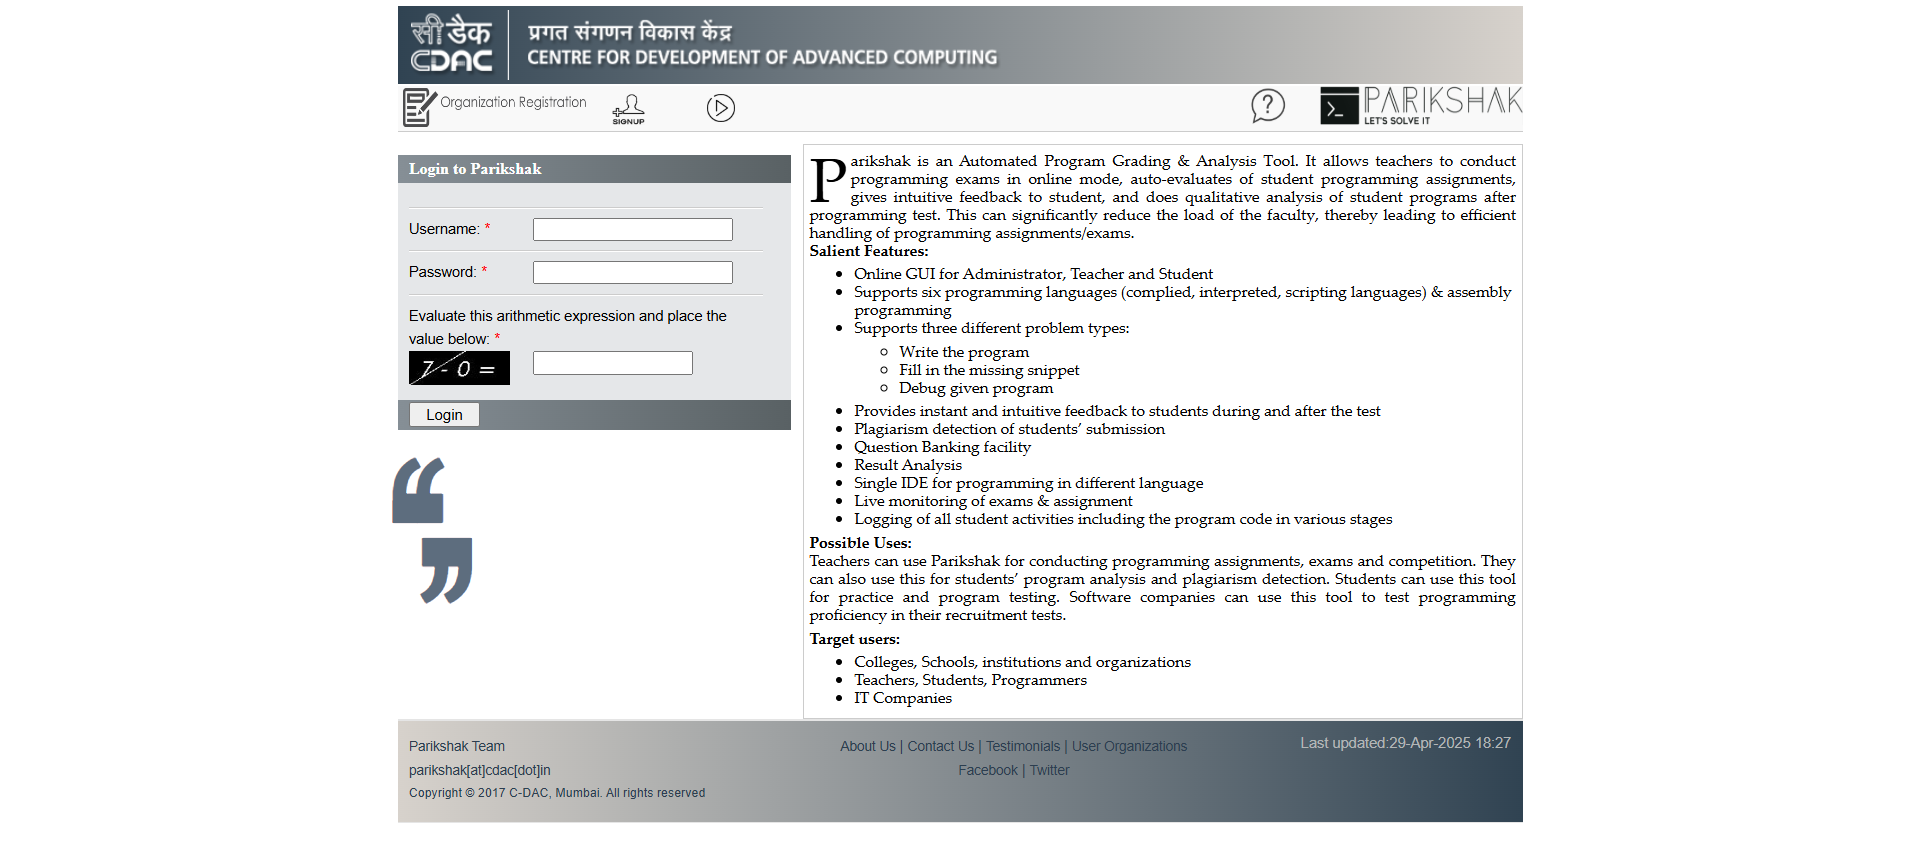 सी डैक
CDAC
प्रगत संगणन विकास केंद्र
CENTRE FOR DEVELOPMENT OF ADVANCED COMPUTING
Organization Registration
SIGNUP
?
PARIKSHAK
LET'S SOLVE IT
Login to Parikshak
Username: *
Password: *
Evaluate this arithmetic expression and place the
value below: *
7 - 0 =
Login
Parikshak is an Automated Program Grading & Analysis Tool. It allows teachers to conduct
programming exams in online mode, auto-evaluates of student programming assignments,
gives intuitive feedback to student, and does qualitative analysis of student programs after
programming test. This can significantly reduce the load of the faculty, thereby leading to efficient
handling of programming assignments/exams.
Salient Features:
• Online GUI for Administrator, Teacher and Student
• Supports six programming languages (complied, interpreted, scripting languages) & assembly
programming
• Supports three different problem types:
◦ Write the program
◦ Fill in the missing snippet
◦ Debug given program
• Provides instant and intuitive feedback to students during and after the test
• Plagiarism detection of students’ submission
• Question Banking facility
• Result Analysis
• Single IDE for programming in different language
• Live monitoring of exams & assignment
• Logging of all student activities including the program code in various stages
Possible Uses:
Teachers can use Parikshak for conducting programming assignments, exams and competition. They
can also use this for students’ program analysis and plagiarism detection. Students can use this tool
for practice and program testing. Software companies can use this tool to test programming
proficiency in their recruitment tests.
Target users:
• Colleges, Schools, institutions and organizations
• Teachers, Students, Programmers
• IT Companies
Parikshak Team
parikshak[at]cdac[dot]in
Copyright © 2017 C-DAC, Mumbai. All rights reserved
About Us | Contact Us | Testimonials | User Organizations
Facebook | Twitter
Last updated:29-Apr-2025 18:27